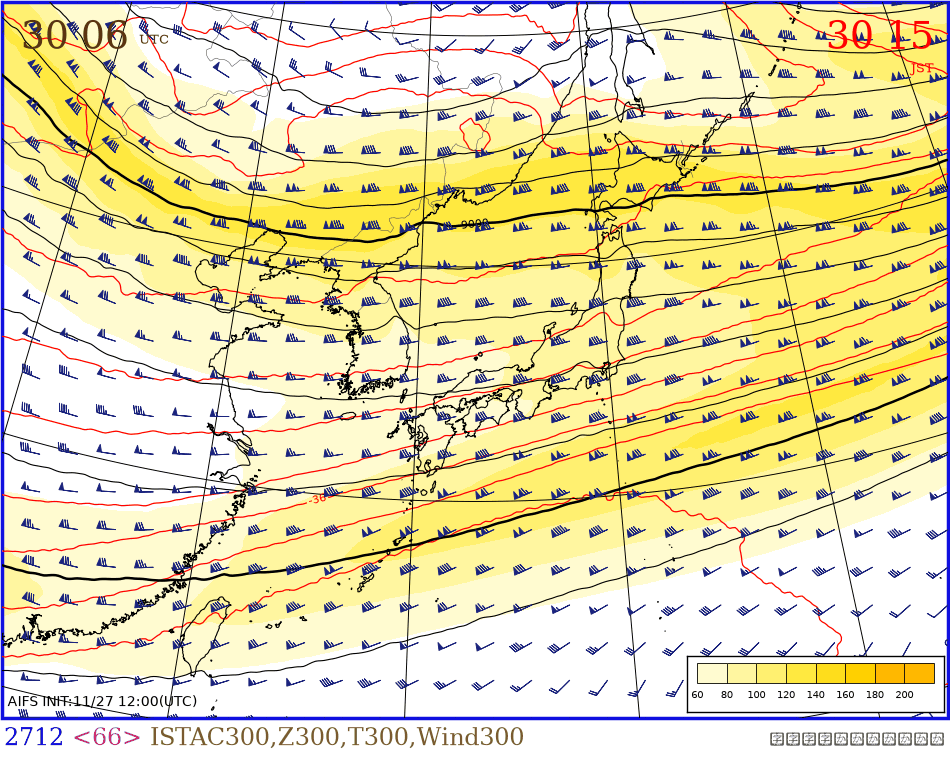 30 06 UTC
30 15 JST
9000
-36
60 80 100 120 140 160 180 200
AIFS INIT:11/27 12:00(UTC)
2712 <66> ISTAC300,Z300,T300,Wind300